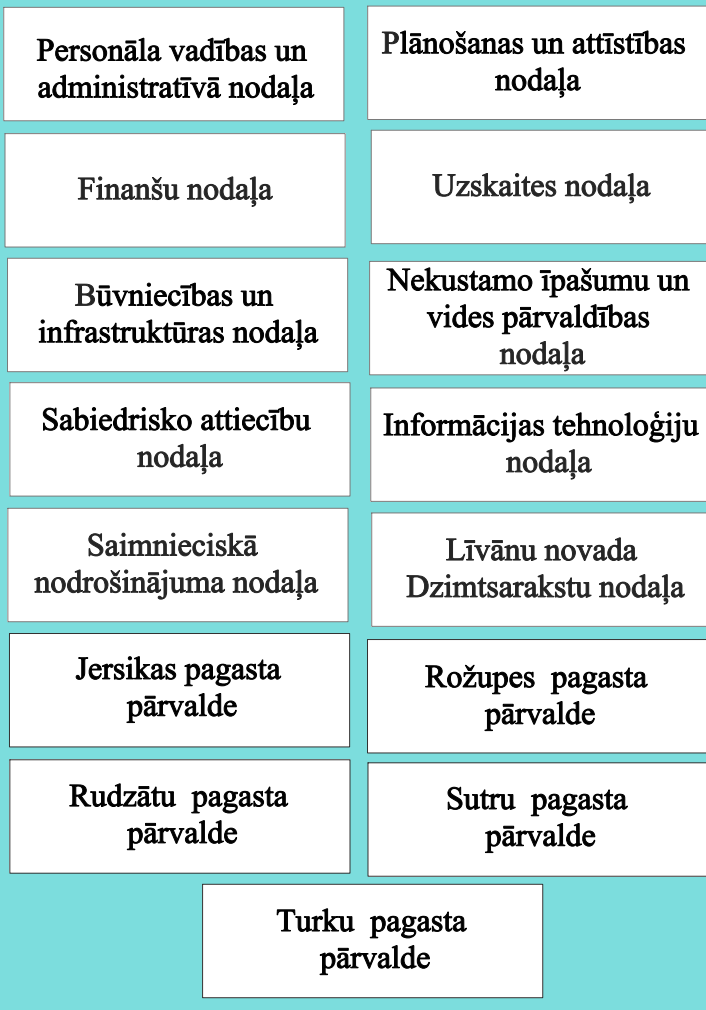 Personāla vadības un
administratīvā nodaļa
Plānošanas un attīstības
nodaļa
Finanšu nodaļa
Uzskaites nodaļa
Būvniecības un
infrastruktūras nodaļa
Nekustamo īpašumu un
vides pārvaldības
nodaļa
Sabiedrisko attiecību
nodaļa
Informācijas tehnoloģiju
nodaļa
Saimnieciskā
nodrošinājuma nodaļa
Līvānu novada
Dzimtsarakstu nodaļa
Jersikas pagasta
pārvalde
Rožupes pagasta
pārvalde
Rudzātu pagasta
pārvalde
Sutru pagasta
pārvalde
Turku pagasta
pārvalde